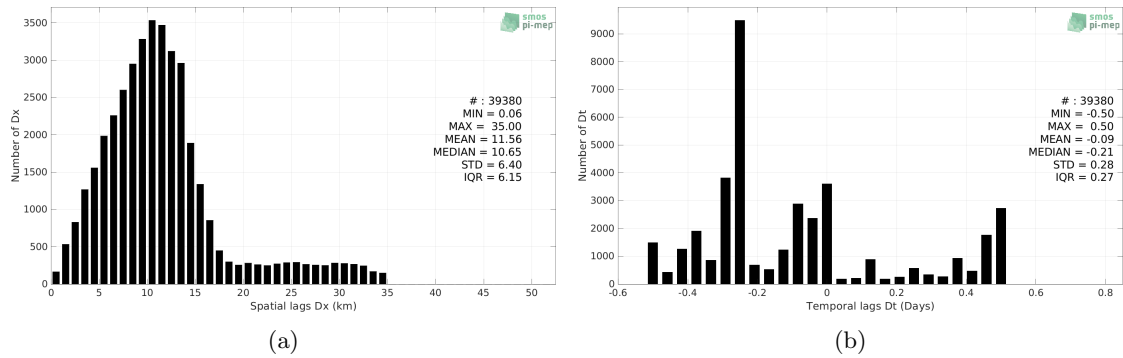 3500
3000
2500
2000
1500
1000
500
0
Number of Dx
smos
pi-mep
# : 39380
MIN = 0.06
MAX = 35.00
MEAN = 11.56
MEDIAN = 10.65
STD = 6.40
IQR = 6.15
0 5 10 15 20 25 30 35 40 45 50
Spatial lags Dx (km)
(a)
9000
8000
7000
6000
5000
4000
3000
2000
1000
0
Number of Dt
smos
pi-mep
# : 39380
MIN = -0.50
MAX = 0.50
MEAN = -0.09
MEDIAN = -0.21
STD = 0.28
IQR = 0.27
-0.6 -0.4 -0.2 0 0.2 0.4 0.6 0.8
Temporal lags Dt (Days)
(b)